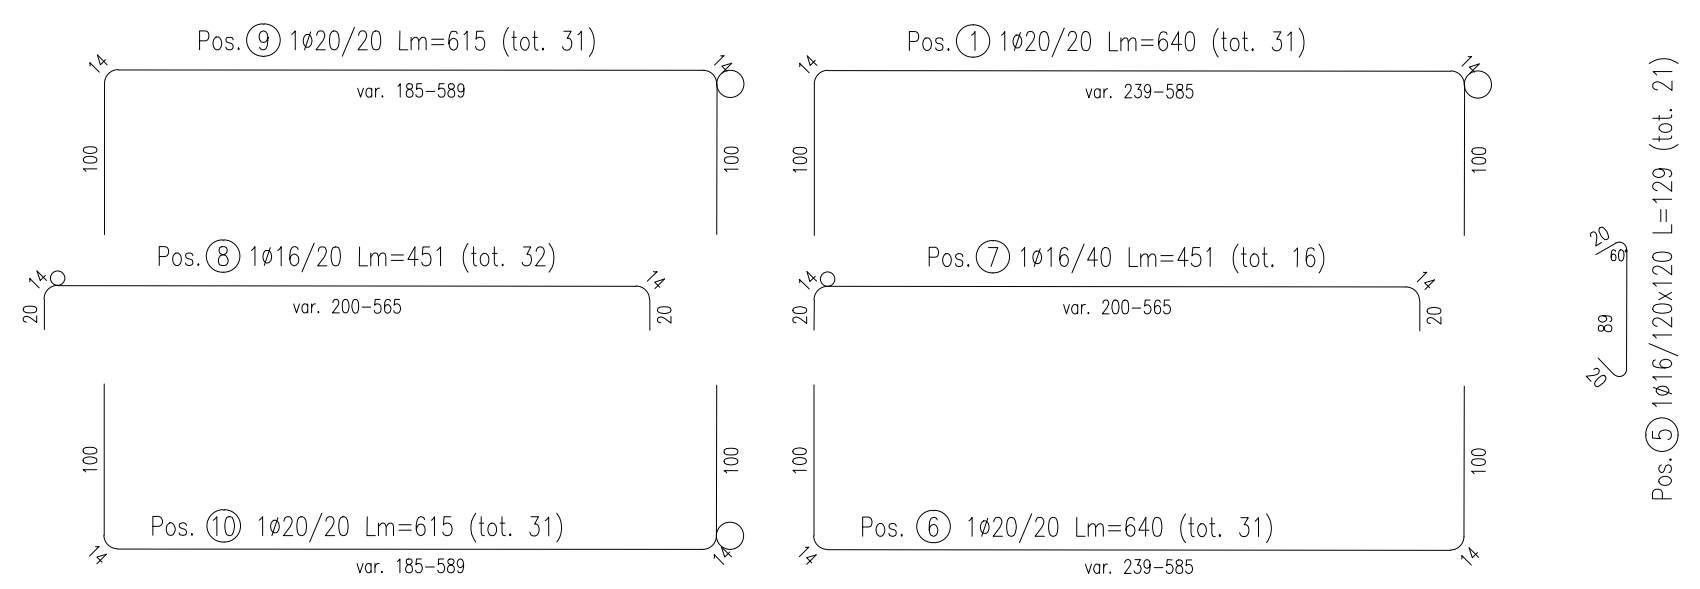 Pos. 9 1ø20/20 Lm=615 (tot. 31)
14
14
var. 185-589
100
100
Pos. 1 1ø20/20 Lm=640 (tot. 31)
14
14
var. 239-585
100
100
Pos. 8 1ø16/20 Lm=451 (tot. 32)
14
14
var. 200-565
20
20
Pos. 7 1ø16/40 Lm=451 (tot. 16)
14
14
var. 200-565
20
20
100
100
Pos. 10 1ø20/20 Lm=615 (tot. 31)
14
14
var. 185-589
100
100
Pos. 6 1ø20/20 Lm=640 (tot. 31)
14
14
var. 239-585
Pos. 5 1ø16/120x120 L=129 (tot. 21)
20
60
89
20